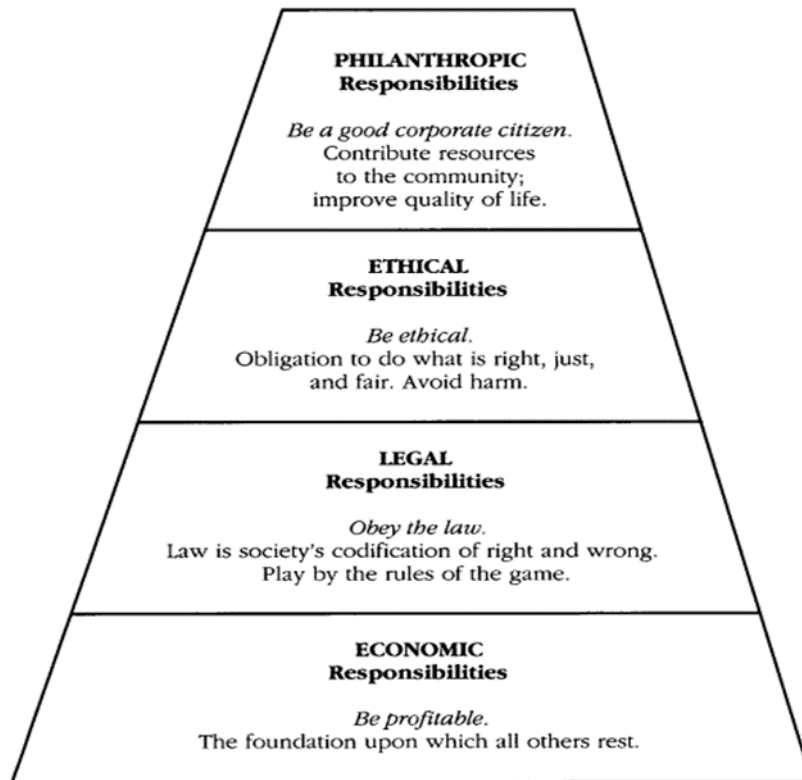 PHILANTHROPIC
Responsibilities
Be a good corporate citizen.
Contribute resources
to the community;
improve quality of life.
ETHICAL
Responsibilities
Be ethical.
Obligation to do what is right, just,
and fair. Avoid harm.
LEGAL
Responsibilities
Obey the law.
Law is society's codification of right and wrong.
Play by the rules of the game.
ECONOMIC
Responsibilities
Be profitable.
The foundation upon which all others rest.